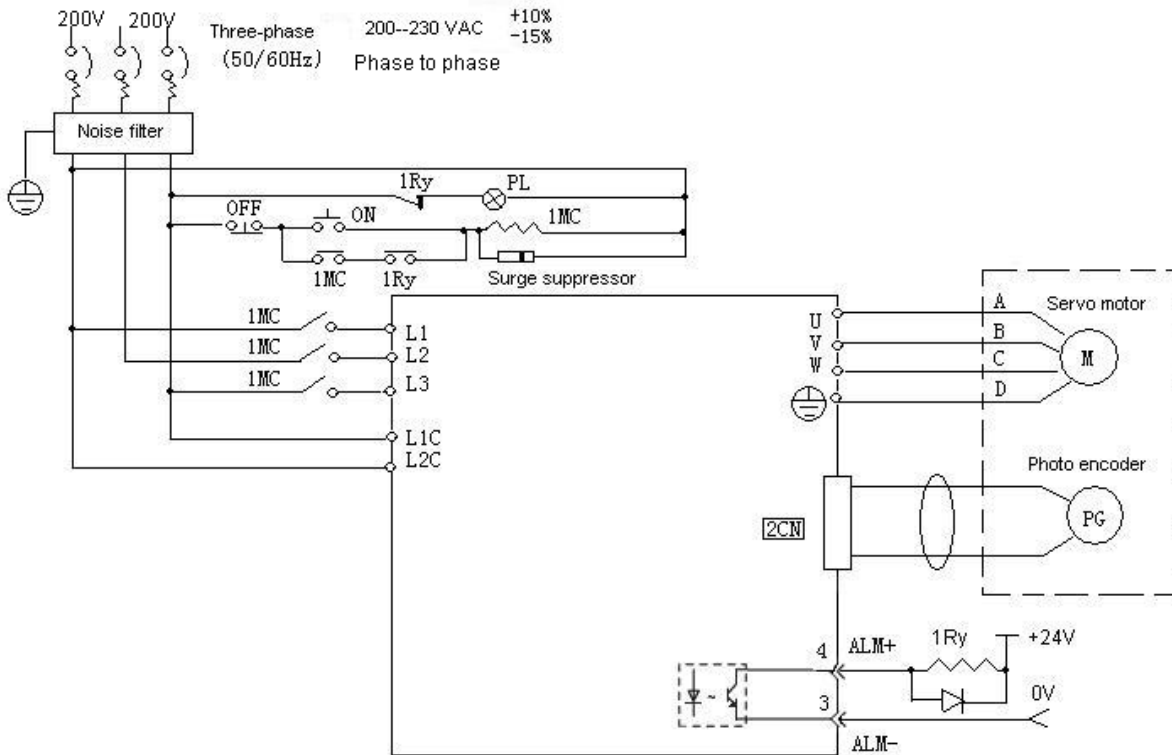 200V 200V Three-phase 200--230 VAC +10%
-15%
(50/60Hz) Phase to phase
Noise filter
1Ry PL
OFF ON 1MC
1MC 1Ry Surge suppressor
1MC L1 U A Servo motor
1MC L2 V B
W C M
1MC L3 D
L1C
L2C
Photo encoder
2CN PG
4 ALM+ 1Ry +24V
~ 3 0V
ALM-